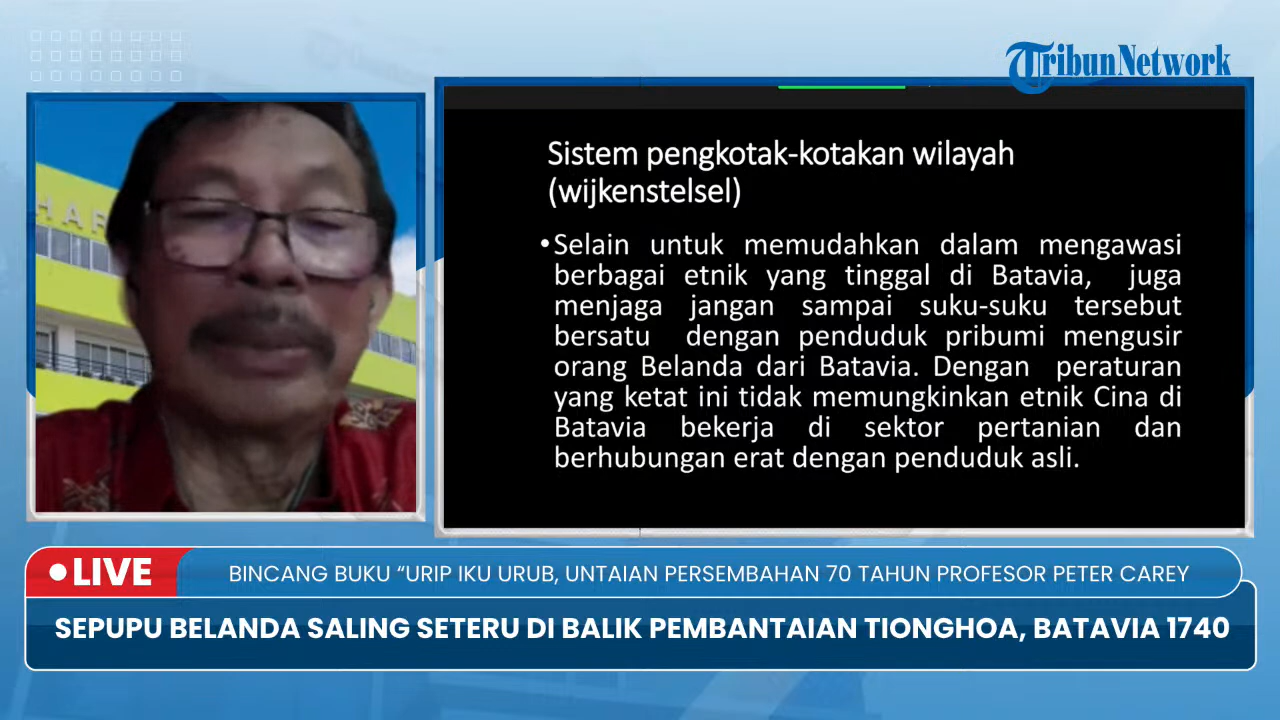 TribunNetwork
HAR
Sistem pengkotak-kotakan wilayah
(wijkenstelsel)
•Selain untuk memudahkan dalam mengawasi
berbagai etnik yang tinggal di Batavia, juga
menjaga jangan sampai suku-suku tersebut
bersatu dengan penduduk pribumi mengusir
orang Belanda dari Batavia. Dengan peraturan
yang ketat ini tidak memungkinkan etnik Cina di
Batavia bekerja di sektor pertanian dan
berhubungan erat dengan penduduk asli.
LIVE
BINCANG BUKU “URIP IKU URUB, UNTAIAN PERSEMBAHAN 70 TAHUN PROFESOR PETER CAREY
SEPUPU BELANDA SALING SETERU DI BALIK PEMBANTAIAN TIONGHOA, BATAVIA 1740